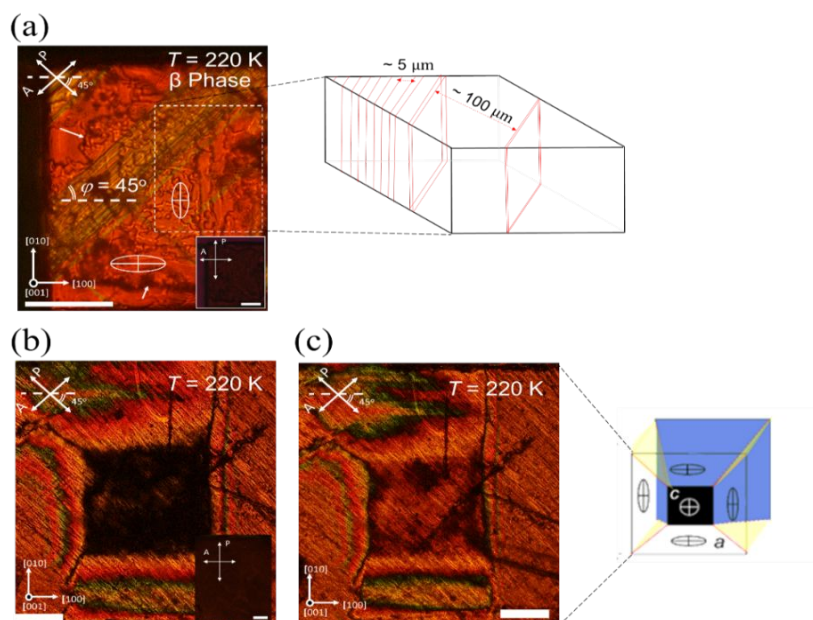 (a)
P
A
45°
T = 220 K
β Phase
φ = 45°
[010]
[100]
[001]
P
A
~ 5 μm
~ 100 μm
(b)
P
A
45°
T = 220 K
[010]
[100]
[001]
P
A
(c)
P
A
45°
T = 220 K
[010]
[100]
[001]
c
a